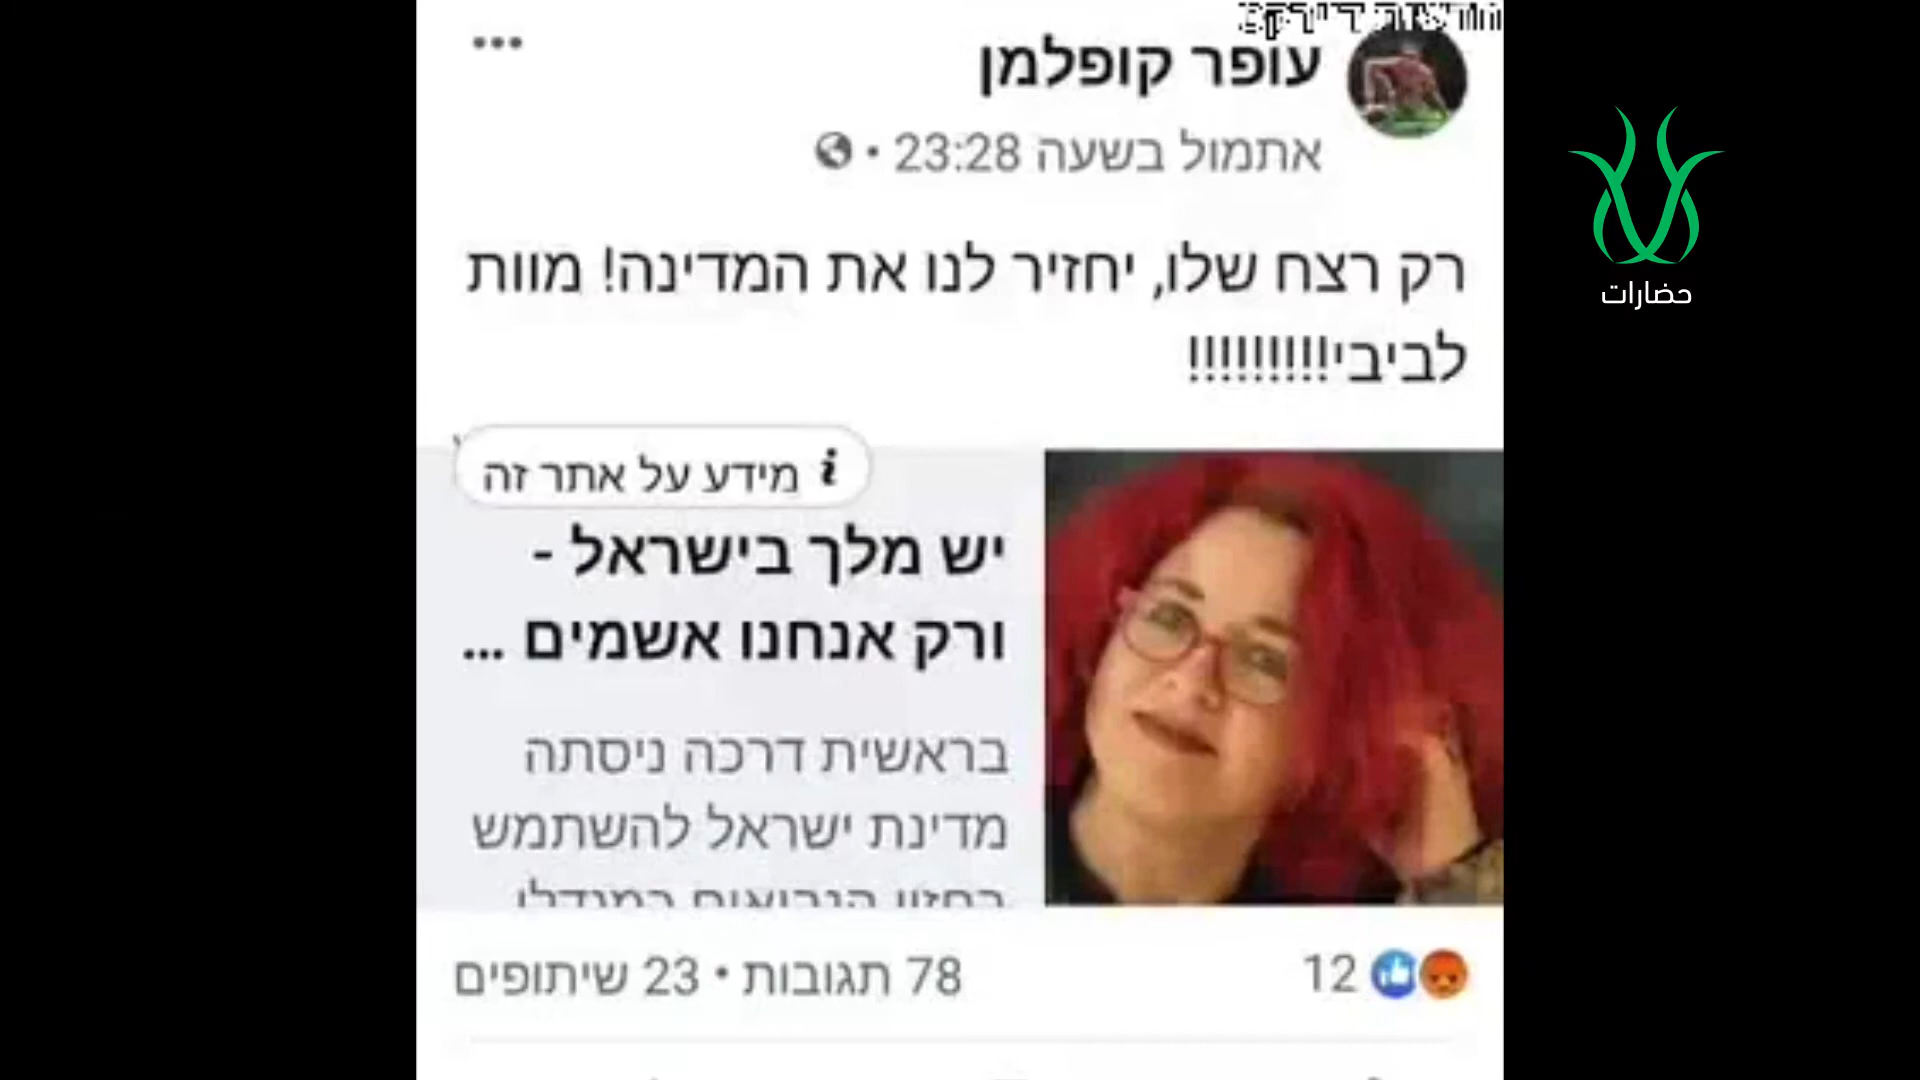 עופר קופלמן
אתמול בשעה 23:28 •
רק רצח שלו, יחזיר לנו את המדינה! מוות
לביבי!!!!!!!!!
מידע על אתר זה
יש מלך בישראל -
ורק אנחנו אשמים ...
בראשית דרכה ניסתה
מדינת ישראל להשתמש
12
78 תגובות • 23 שיתופים
حضارات